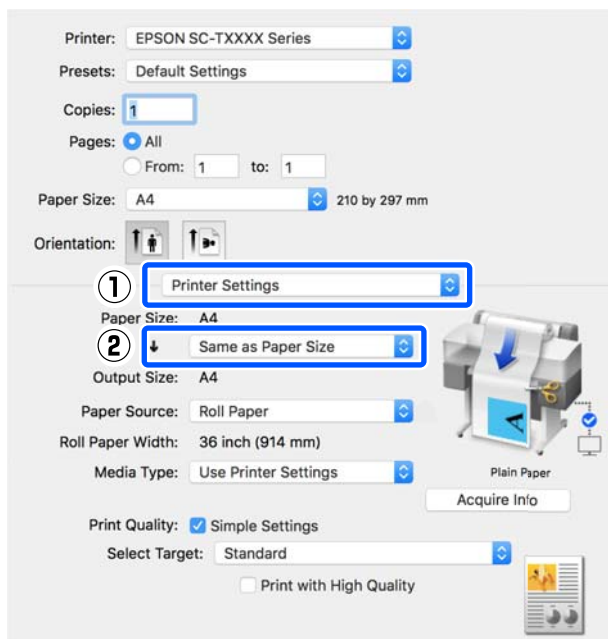 Printer: EPSON SC-TXXXX Series
Presets: Default Settings
Copies: 1
Pages: All
From: 1 to: 1
Paper Size: A4 210 by 297 mm
Orientation:
① Printer Settings
Paper Size: A4
② Same as Paper Size
Output Size: A4
Paper Source: Roll Paper
Roll Paper Width: 36 inch (914 mm)
Media Type: Use Printer Settings
Plain Paper
Acquire Info
Print Quality: Simple Settings
Select Target: Standard
Print with High Quality